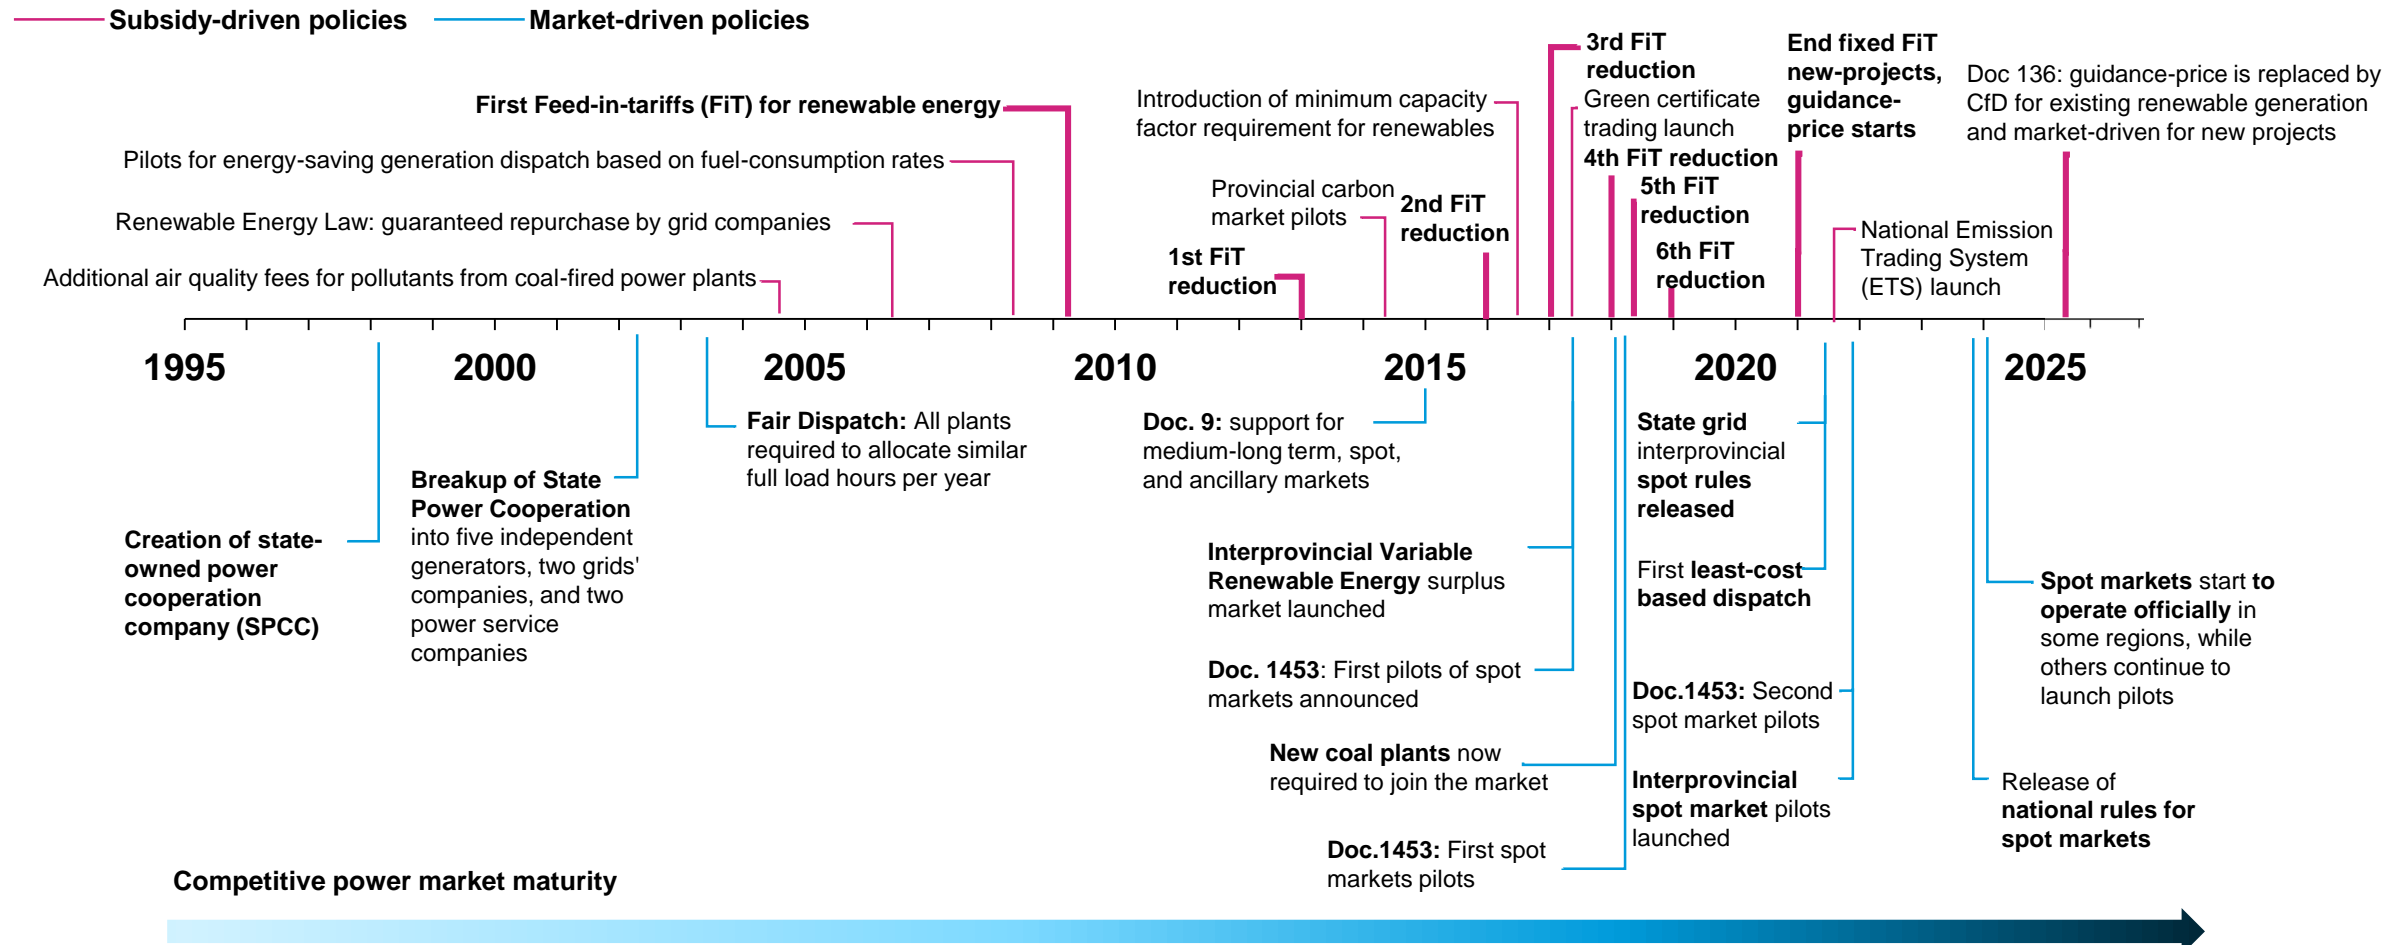 Subsidy-driven policies
Market-driven policies
First Feed-in-tariffs (FiT) for renewable energy
Pilots for energy-saving generation dispatch based on fuel-consumption rates
Renewable Energy Law: guaranteed repurchase by grid companies
Additional air quality fees for pollutants from coal-fired power plants
1st FiT
reduction
Provincial carbon
market pilots
2nd FiT
reduction
Introduction of minimum capacity
factor requirement for renewables
3rd FiT
reduction
Green certificate
trading launch
4th FiT reduction
5th FiT
reduction
6th FiT
reduction
End fixed FiT
new-projects,
guidance-
price starts
National Emission
Trading System
(ETS) launch
Doc 136: guidance-price is replaced by
CfD for existing renewable generation
and market-driven for new projects
1995
2000
2005
2010
2015
2020
2025
Creation of state-
owned power
cooperation
company (SPCC)
Breakup of State
Power Cooperation
into five independent
generators, two grids'
companies, and two
power service
companies
Fair Dispatch: All plants
required to allocate similar
full load hours per year
Doc. 9: support for
medium-long term, spot,
and ancillary markets
Interprovincial Variable
Renewable Energy surplus
market launched
Doc. 1453: First pilots of spot
markets announced
New coal plants now
required to join the market
Doc.1453: First spot
markets pilots
State grid
interprovincial
spot rules
released
First least-cost
based dispatch
Doc.1453: Second
spot market pilots
Interprovincial
spot market pilots
launched
Spot markets start to
operate officially in
some regions, while
others continue to
launch pilots
Release of
national rules for
spot markets
Competitive power market maturity